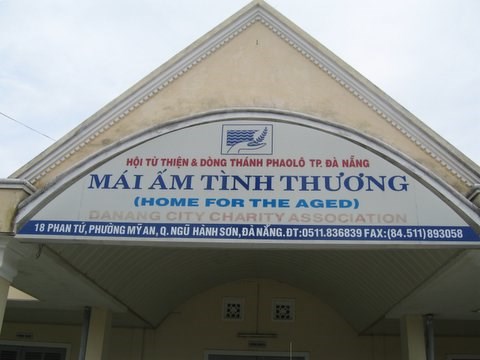 HỘI TỪ THIỆN & DÒNG THÁNH PHAOLÔ TP. ĐÀ NẴNG
MÁI ẤM TÌNH THƯƠNG
(HOME FOR THE AGED)
DANANG CITY CHARITY ASSOCIATION
18 PHAN TỨ, PHƯỜNG MỸ AN, Q. NGŨ HÀNH SƠN, ĐÀ NẴNG. ĐT: 0511.836839 FAX: (84.511) 893058